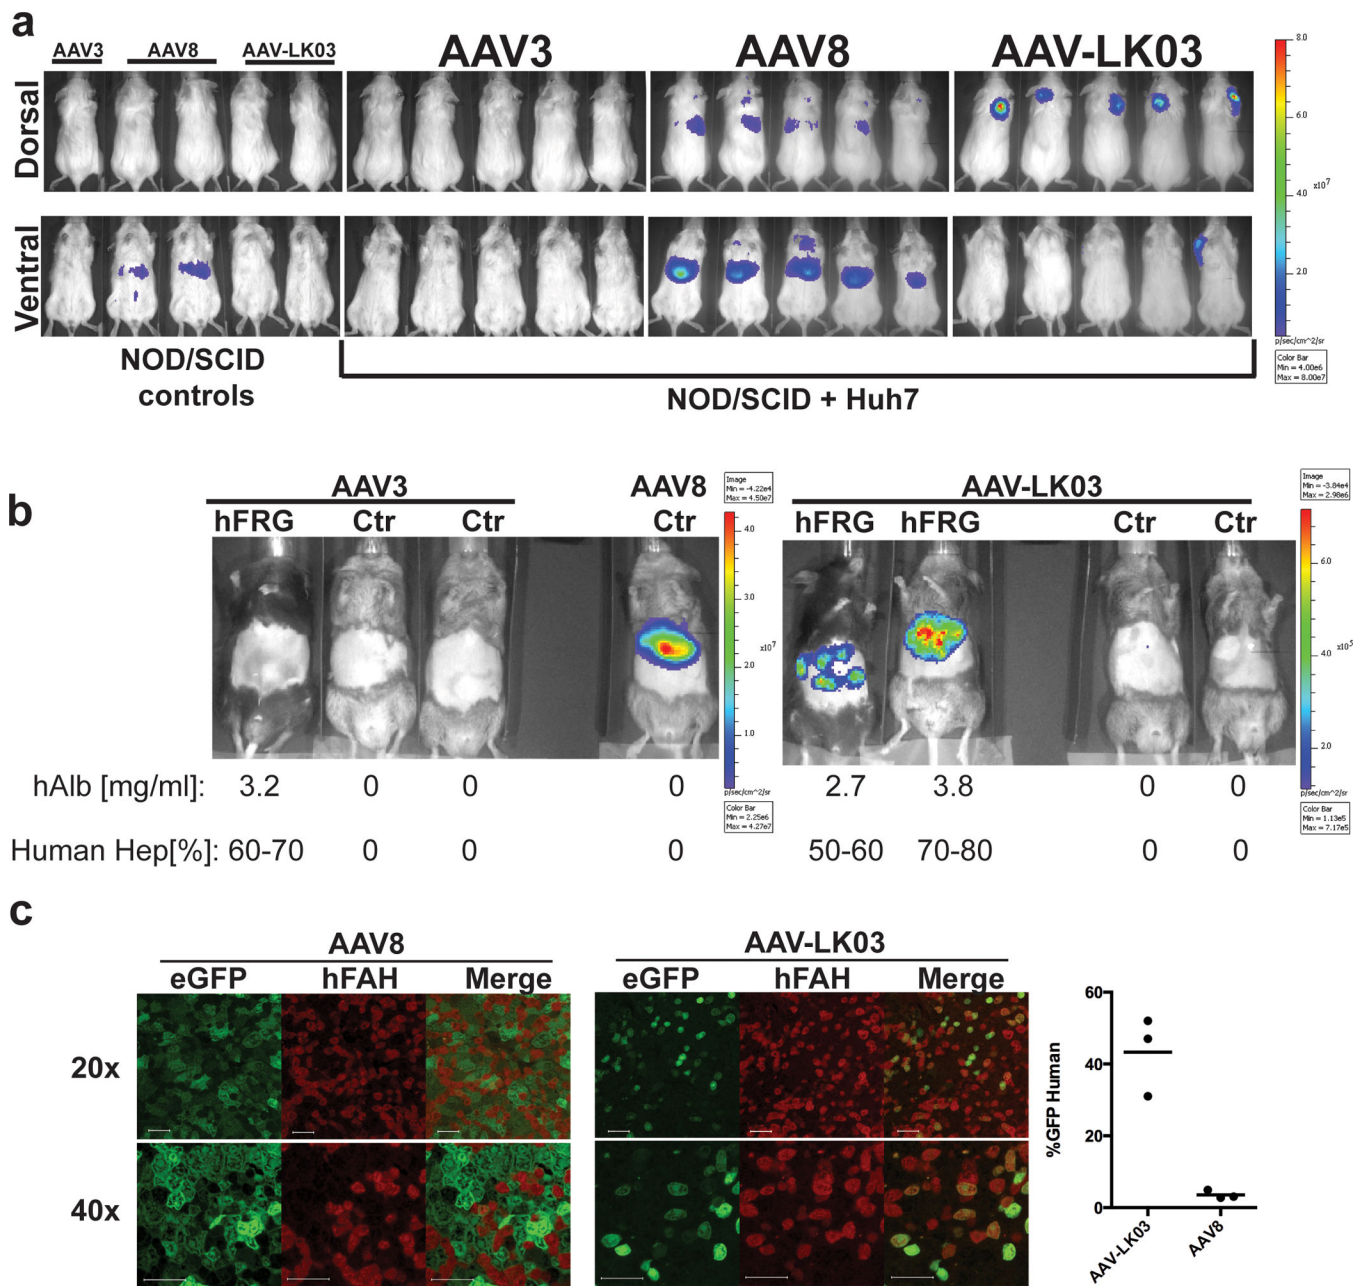 a
AAV3 AAV8 AAV-LK03 AAV3 AAV8 AAV-LK03
Dorsal
Ventral
8.0
6.0
4.0
x10^7
2.0
p/sec/cm^2/sr
Color Bar
Min = 4.00e6
Max = 8.00e7
NOD/SCID
controls
NOD/SCID + Huh7
b
AAV3 AAV8 AAV-LK03
hFRG Ctr Ctr Ctr hFRG hFRG Ctr Ctr
Image
Min = -4.22e4
Max = 4.50e7
4.0
3.0
x10^7
2.0
1.0
p/sec/cm^2/sr
Color Bar
Min = 2.25e6
Max = 4.27e7
Image
Min = -3.84e4
Max = 2.98e6
6.0
4.0
x10^5
2.0
p/sec/cm^2/sr
Color Bar
Min = 1.13e5
Max = 7.17e5
hAlb [mg/ml]: 3.2 0 0 0 2.7 3.8 0 0
Human Hep[%]: 60-70 0 0 0 50-60 70-80 0 0
c
AAV8 AAV-LK03
eGFP hFAH Merge eGFP hFAH Merge
20x
40x
%GFP Human
60
40
20
0
AAV-LK03
AAV8